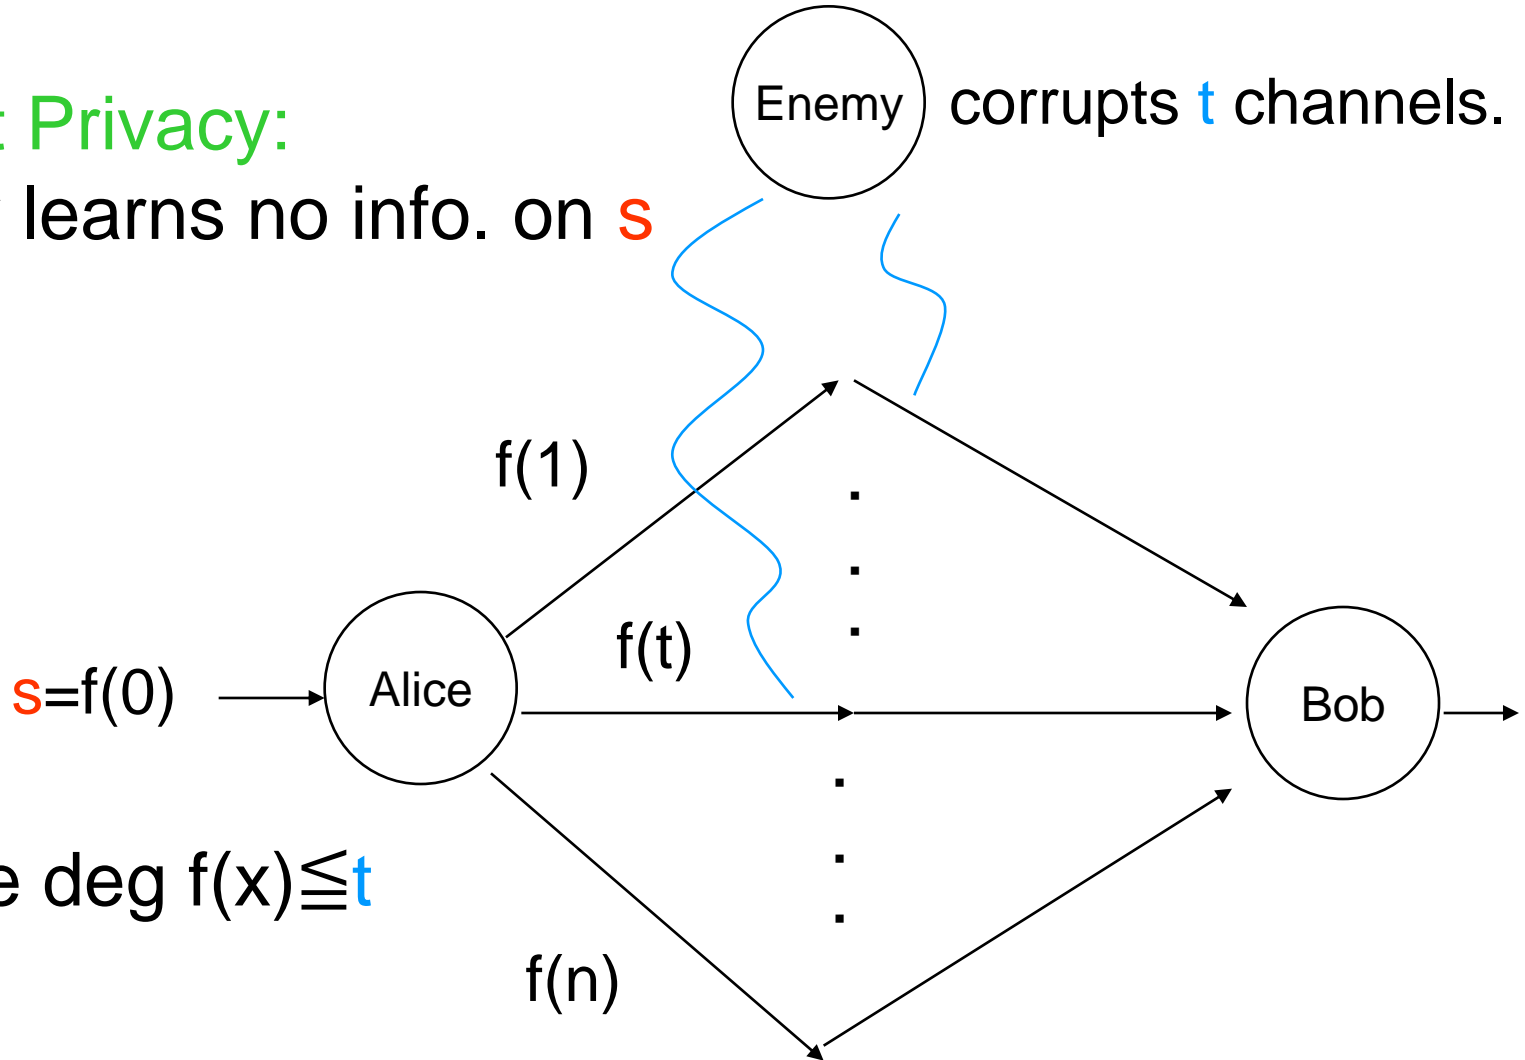 Enemy corrupts t channels.
t Privacy:
learns no info. on s
f(1)
f(t)
s=f(0) Alice Bob
e deg f(x)≦t
f(n)